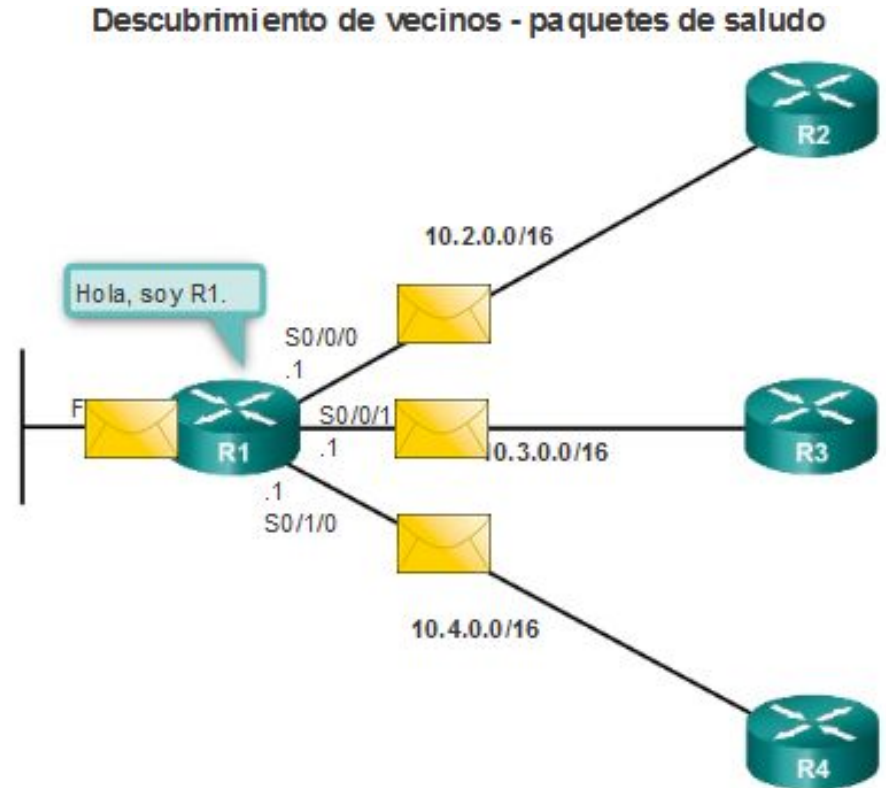 Descubrimiento de vecinos - paquetes de saludo
R2
10.2.0.0/16
Hola, soy R1.
S0/0/0
.1
F
S0/0/1
R1
.1
10.3.0.0/16
R3
.1
S0/1/0
10.4.0.0/16
R4